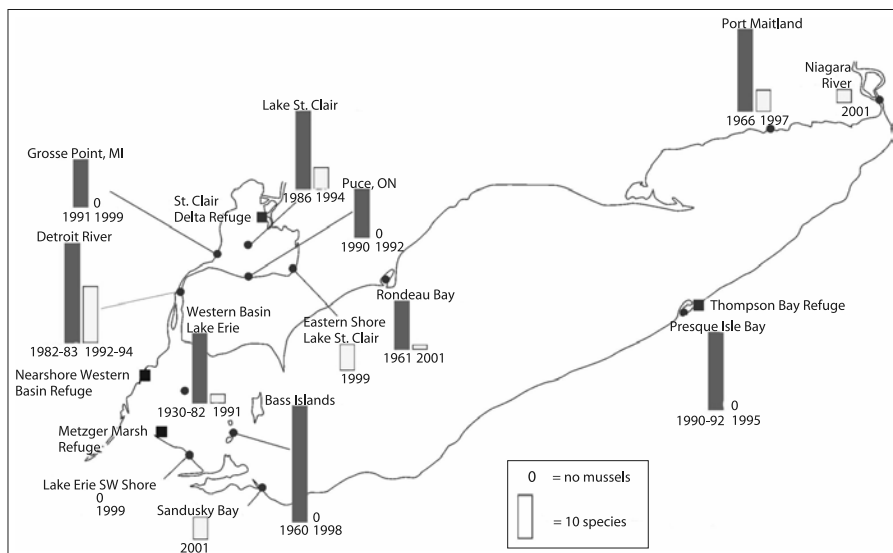 Port Maitland
1966 1997
Niagara
River
2001
Lake St. Clair
1986 1994
Grosse Point, MI
0
1991 1999
St. Clair
Delta Refuge
Puce, ON
0
1990 1992
Detroit River
1982-83 1992-94
Western Basin
Lake Erie
1930-82 1991
Eastern Shore
Lake St. Clair
1999
Rondeau Bay
1961 2001
Thompson Bay Refuge
Presque Isle Bay
0
1990-92 1995
Nearshore Western
Basin Refuge
Bass Islands
0
1960 1998
Metzger Marsh
Refuge
Lake Erie SW Shore
0
1999
Sandusky Bay
2001
0 = no mussels
= 10 species